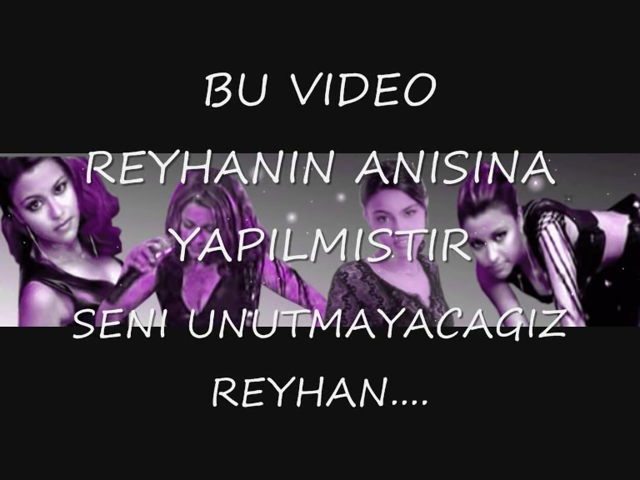 BU VIDEO
REYHANIN ANISINA
YAPILMISTIR
SENI UNUTMAYACAGIZ
REYHAN....